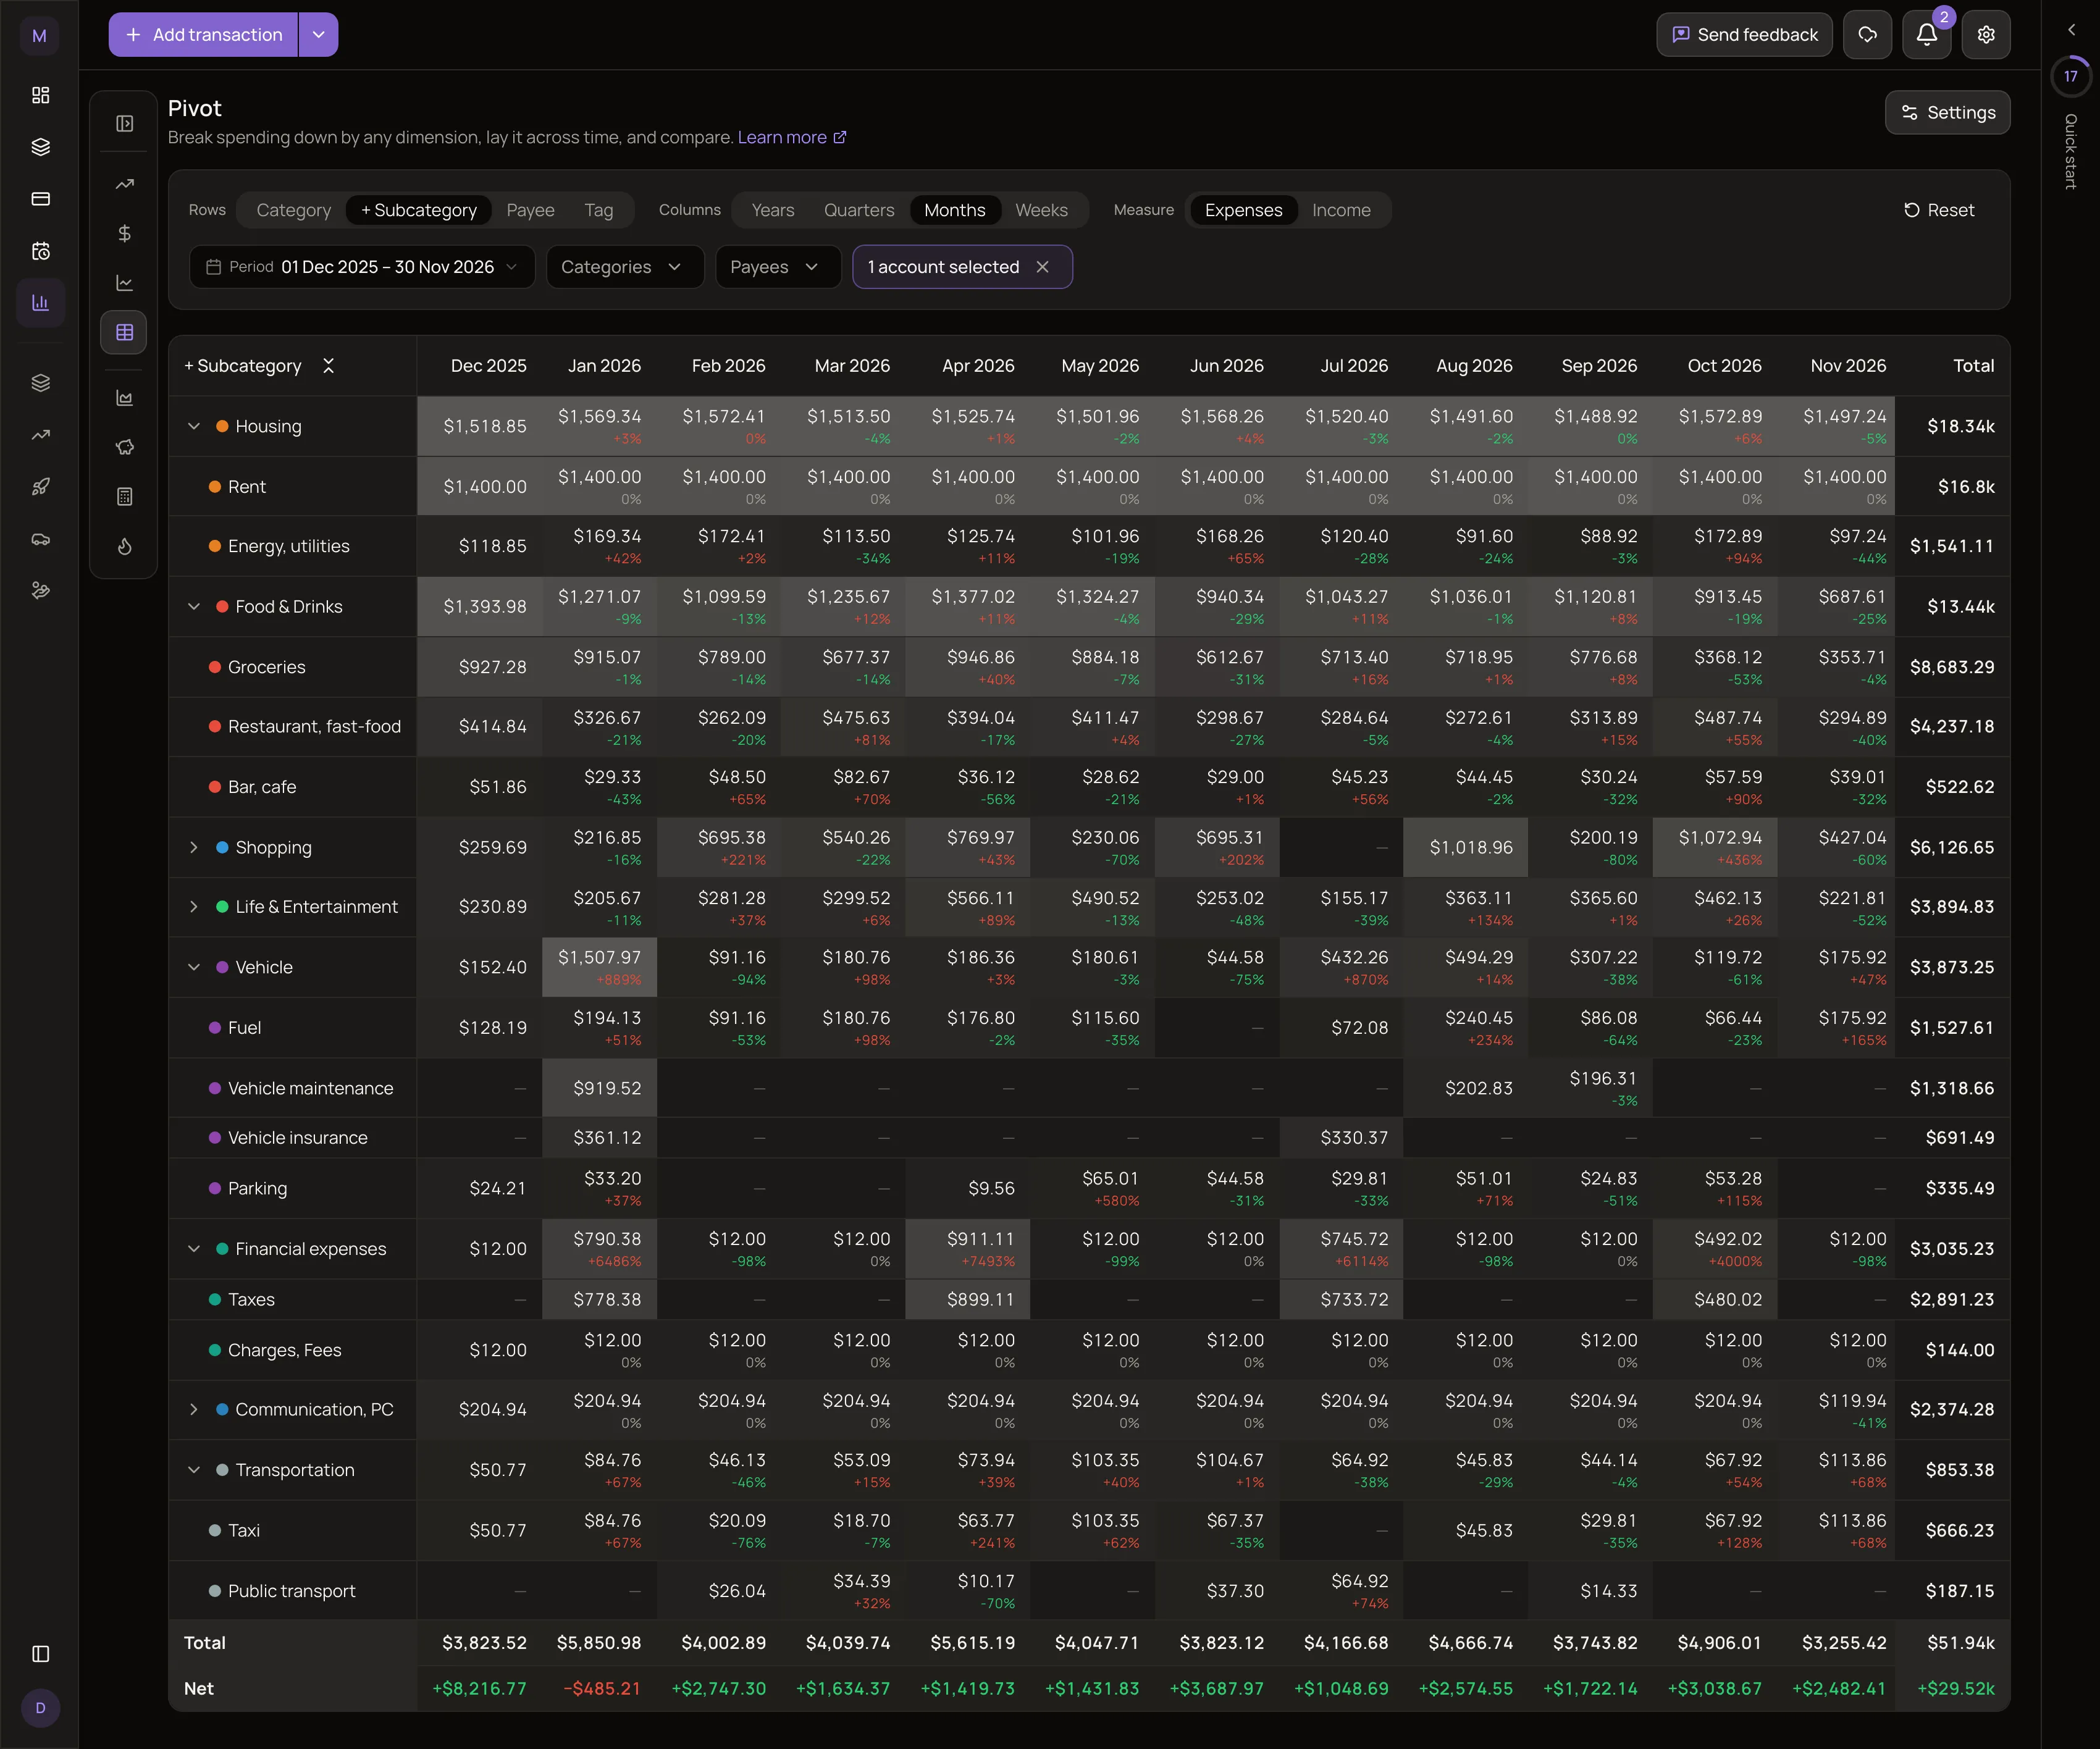 M
+ Add transaction
Send feedback
2
17
Quick start
Pivot
Break spending down by any dimension, lay it across time, and compare. Learn more
Settings
Rows Category + Subcategory Payee Tag Columns Years Quarters Months Weeks Measure Expenses Income Reset
Period 01 Dec 2025 – 30 Nov 2026 Categories Payees 1 account selected
+ Subcategory Dec 2025 Jan 2026 Feb 2026 Mar 2026 Apr 2026 May 2026 Jun 2026 Jul 2026 Aug 2026 Sep 2026 Oct 2026 Nov 2026 Total
Housing $1,518.85 $1,569.34 $1,572.41 $1,513.50 $1,525.74 $1,501.96 $1,568.26 $1,520.40 $1,491.60 $1,488.92 $1,572.89 $1,497.24 $18.34k
+3% 0% -4% +1% -2% +4% -3% -2% 0% +6% -5%
Rent $1,400.00 $1,400.00 $1,400.00 $1,400.00 $1,400.00 $1,400.00 $1,400.00 $1,400.00 $1,400.00 $1,400.00 $1,400.00 $1,400.00 $16.8k
0% 0% 0% 0% 0% 0% 0% 0% 0% 0% 0%
Energy, utilities $118.85 $169.34 $172.41 $113.50 $125.74 $101.96 $168.26 $120.40 $91.60 $88.92 $172.89 $97.24 $1,541.11
+42% +2% -34% +11% -19% +65% -28% -24% -3% +94% -44%
Food & Drinks $1,393.98 $1,271.07 $1,099.59 $1,235.67 $1,377.02 $1,324.27 $940.34 $1,043.27 $1,036.01 $1,120.81 $913.45 $687.61 $13.44k
-9% -13% +12% +11% -4% -29% +11% -1% +8% -19% -25%
Groceries $927.28 $915.07 $789.00 $677.37 $946.86 $884.18 $612.67 $713.40 $718.95 $776.68 $368.12 $353.71 $8,683.29
-1% -14% -14% +40% -7% -31% +16% +1% +8% -53% -4%
Restaurant, fast-food $414.84 $326.67 $262.09 $475.63 $394.04 $411.47 $298.67 $284.64 $272.61 $313.89 $487.74 $294.89 $4,237.18
-21% -20% +81% -17% +4% -27% -5% -4% +15% +55% -40%
Bar, cafe $51.86 $29.33 $48.50 $82.67 $36.12 $28.62 $29.00 $45.23 $44.45 $30.24 $57.59 $39.01 $522.62
-43% +65% +70% -56% -21% +1% +56% -2% -32% +90% -32%
Shopping $259.69 $216.85 $695.38 $540.26 $769.97 $230.06 $695.31 — $1,018.96 $200.19 $1,072.94 $427.04 $6,126.65
-16% +221% -22% +43% -70% +202% -80% +436% -60%
Life & Entertainment $230.89 $205.67 $281.28 $299.52 $566.11 $490.52 $253.02 $155.17 $363.11 $365.60 $462.13 $221.81 $3,894.83
-11% +37% +6% +89% -13% -48% -39% +134% +1% +26% -52%
Vehicle $152.40 $1,507.97 $91.16 $180.76 $186.36 $180.61 $44.58 $432.26 $494.29 $307.22 $119.72 $175.92 $3,873.25
+889% -94% +98% +3% -3% -75% +870% +14% -38% -61% +47%
Fuel $128.19 $194.13 $91.16 $180.76 $176.80 $115.60 — $72.08 $240.45 $86.08 $66.44 $175.92 $1,527.61
+51% -53% +98% -2% -35% +234% -64% -23% +165%
Vehicle maintenance — $919.52 — — — — — — $202.83 $196.31 — — $1,318.66
-3%
Vehicle insurance — $361.12 — — — — — $330.37 — — — — $691.49
Parking $24.21 $33.20 — — $9.56 $65.01 $44.58 $29.81 $51.01 $24.83 $53.28 — $335.49
+37% +580% -31% -33% +71% -51% +115%
Financial expenses $12.00 $790.38 $12.00 $12.00 $911.11 $12.00 $12.00 $745.72 $12.00 $12.00 $492.02 $12.00 $3,035.23
+6486% -98% 0% +7493% -99% 0% +6114% -98% 0% +4000% -98%
Taxes — $778.38 — — $899.11 — — $733.72 — — $480.02 — $2,891.23
Charges, Fees $12.00 $12.00 $12.00 $12.00 $12.00 $12.00 $12.00 $12.00 $12.00 $12.00 $12.00 $12.00 $144.00
0% 0% 0% 0% 0% 0% 0% 0% 0% 0% 0%
Communication, PC $204.94 $204.94 $204.94 $204.94 $204.94 $204.94 $204.94 $204.94 $204.94 $204.94 $204.94 $119.94 $2,374.28
0% 0% 0% 0% 0% 0% 0% 0% 0% 0% -41%
Transportation $50.77 $84.76 $46.13 $53.09 $73.94 $103.35 $104.67 $64.92 $45.83 $44.14 $67.92 $113.86 $853.38
+67% -46% +15% +39% +40% +1% -38% -29% -4% +54% +68%
Taxi $50.77 $84.76 $20.09 $18.70 $63.77 $103.35 $67.37 — $45.83 $29.81 $67.92 $113.86 $666.23
+67% -76% -7% +241% +62% -35% -35% +128% +68%
Public transport — — $26.04 $34.39 $10.17 — $37.30 $64.92 — $14.33 — — $187.15
+32% -70% +74%
Total $3,823.52 $5,850.98 $4,002.89 $4,039.74 $5,615.19 $4,047.71 $3,823.12 $4,166.68 $4,666.74 $3,743.82 $4,906.01 $3,255.42 $51.94k
Net +$8,216.77 −$485.21 +$2,747.30 +$1,634.37 +$1,419.73 +$1,431.83 +$3,687.97 +$1,048.69 +$2,574.55 +$1,722.14 +$3,038.67 +$2,482.41 +$29.52k
D